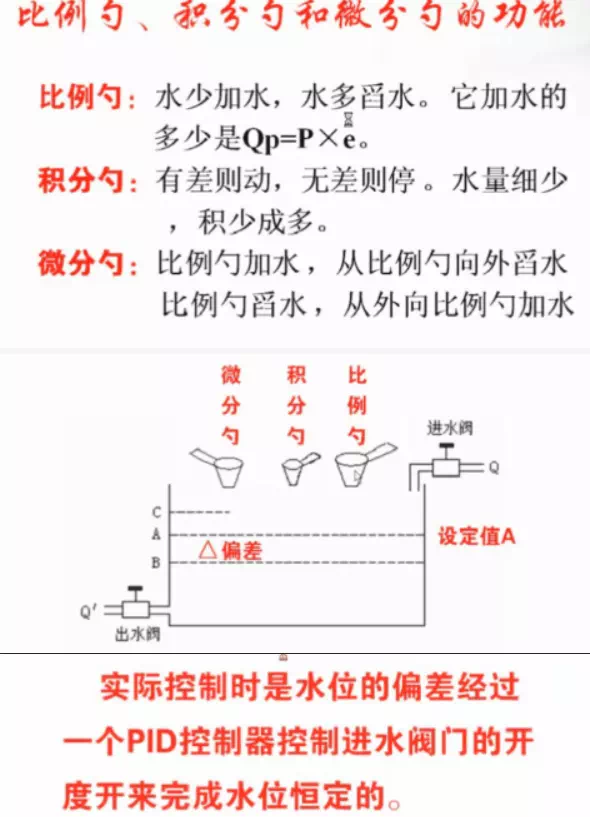 比例勺、积分勺和微分勺的功能
比例勺：水少加水，水多舀水。它加水的
多少是Qp=P×e。
积分勺：有差则动，无差则停。水量细少
，积少成多。
微分勺：比例勺加水，从比例勺向外舀水
比例勺舀水，从外向比例勺加水
微分勺
积分勺
比例勺
进水阀
Q
C
A
设定值A
△偏差
B
Q′
出水阀
实际控制时是水位的偏差经过
一个PID控制器控制进水阀门的开
度开来完成水位恒定的。